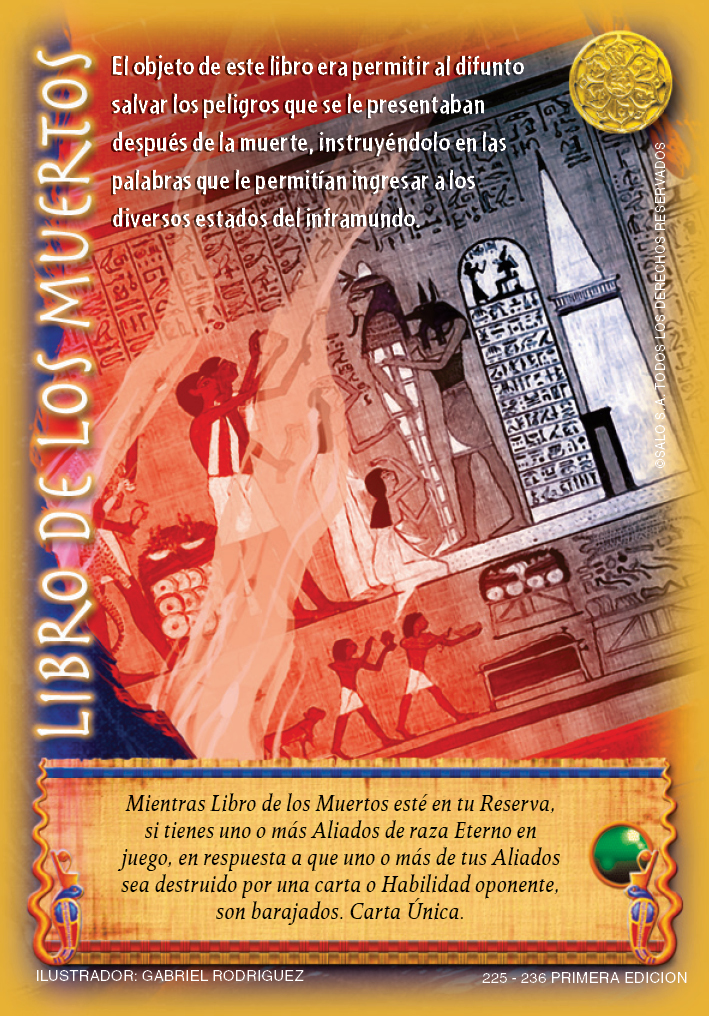 LIBRO DE LOS MUERTOS
El objeto de este libro era permitir al difunto
salvar los peligros que se le presentaban
después de la muerte, instruyéndolo en las
palabras que le permitían ingresar a los
diversos estados del inframundo.
©SALO S.A. TODOS LOS DERECHOS RESERVADOS
Mientras Libro de los Muertos esté en tu Reserva,
si tienes uno o más Aliados de raza Eterno en
juego, en respuesta a que uno o más de tus Aliados
sea destruido por una carta o Habilidad oponente,
son barajados. Carta Única.
ILUSTRADOR: GABRIEL RODRIGUEZ
225 - 236 PRIMERA EDICION